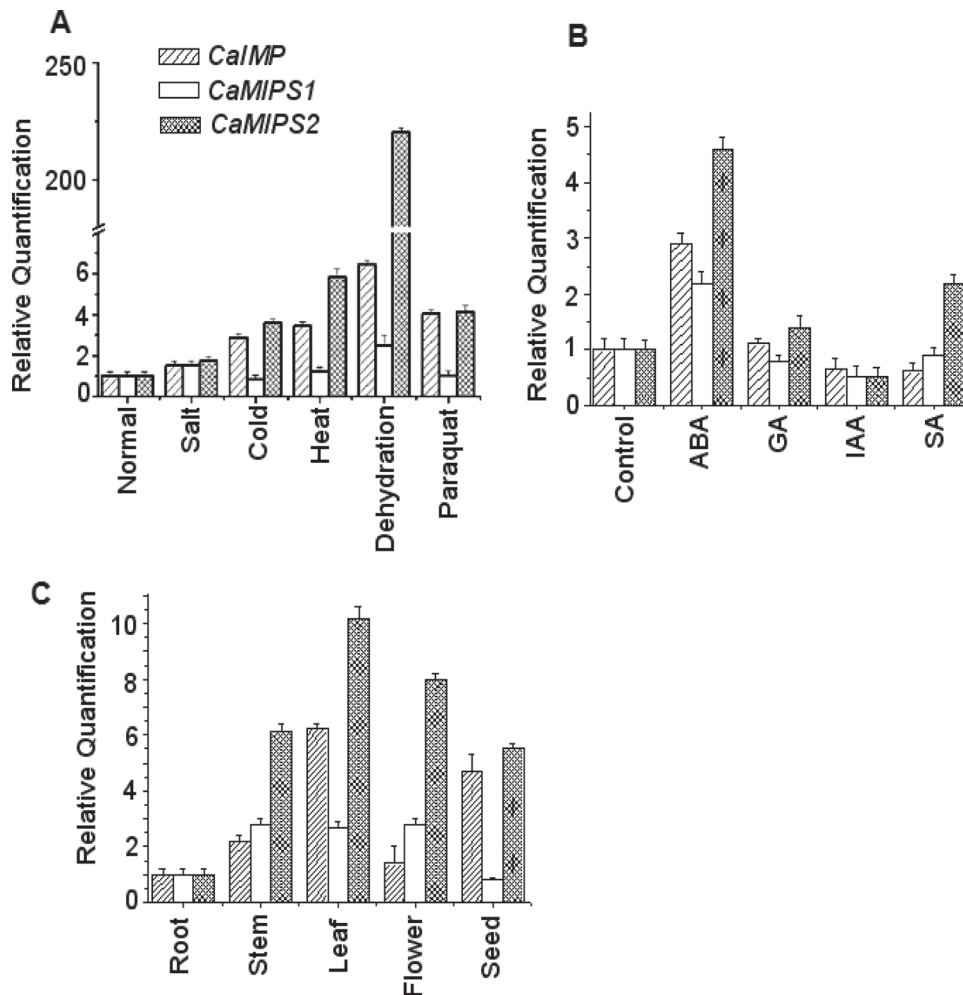 A
CaIMP
CaMIPS1
CaMIPS2
Relative Quantification
250
200
6
4
2
0
Normal
Salt
Cold
Heat
Dehydration
Paraquat
B
Relative Quantification
5
4
3
2
1
0
Control
ABA
GA
IAA
SA
C
Relative Quantification
10
8
6
4
2
0
Root
Stem
Leaf
Flower
Seed